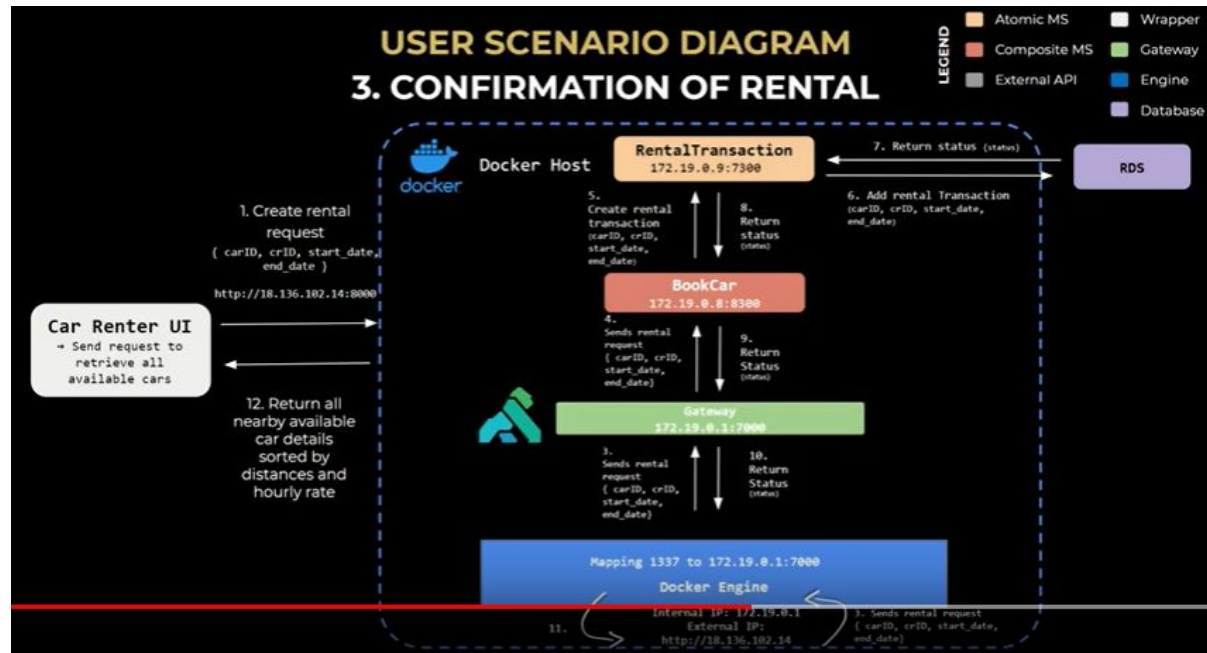 USER SCENARIO DIAGRAM
3. CONFIRMATION OF RENTAL
LEGEND
Atomic MS
Composite MS
External API
Wrapper
Gateway
Engine
Database
docker
Docker Host
RentalTransaction
172.19.0.9:7300
7. Return status (status)
RDS
6. Add rental Transaction
(carID, crID, start_date,
end_date)
5.
Create rental
transaction
(carID, crID,
start_date,
end_date)
8.
Return
status
(status)
1. Create rental
request
{ carID, crID, start_date,
end_date }
http://18.136.102.14:8000
BookCar
172.19.0.8:8300
Car Renter UI
→ Send request to
retrieve all
available cars
4.
Sends rental
request
{ carID, crID,
start_date,
end_date}
9.
Return
Status
(status)
12. Return all
nearby available
car details
sorted by
distances and
hourly rate
Gateway
172.19.0.1:7000
3.
Sends rental
request
{ carID, crID,
start_date,
end_date}
10.
Return
Status
(status)
Mapping 1337 to 172.19.0.1:7000
Docker Engine
Internal IP: 172.19.0.1
External IP:
http://18.136.102.14
11.
3. Sends rental request
{ carID, crID, start_date,
end_date}